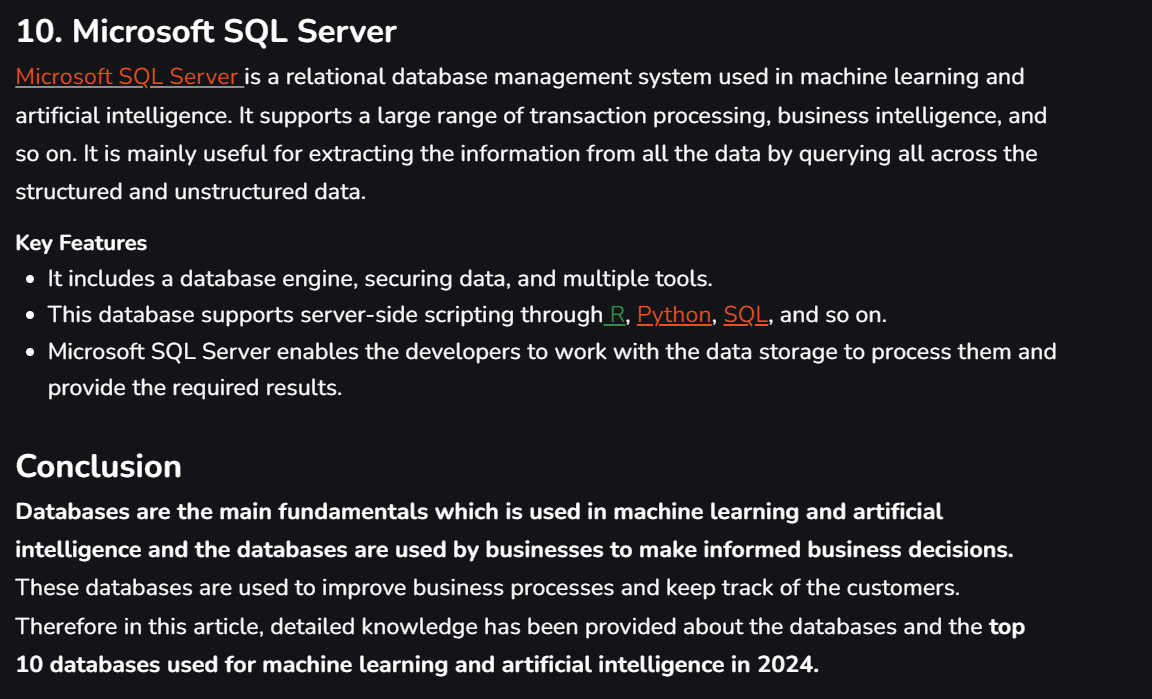 10. Microsoft SQL Server
Microsoft SQL Server is a relational database management system used in machine learning and
artificial intelligence. It supports a large range of transaction processing, business intelligence, and
so on. It is mainly useful for extracting the information from all the data by querying all across the
structured and unstructured data.
Key Features
• It includes a database engine, securing data, and multiple tools.
• This database supports server-side scripting through R, Python, SQL, and so on.
• Microsoft SQL Server enables the developers to work with the data storage to process them and
provide the required results.
Conclusion
Databases are the main fundamentals which is used in machine learning and artificial
intelligence and the databases are used by businesses to make informed business decisions.
These databases are used to improve business processes and keep track of the customers.
Therefore in this article, detailed knowledge has been provided about the databases and the top
10 databases used for machine learning and artificial intelligence in 2024.